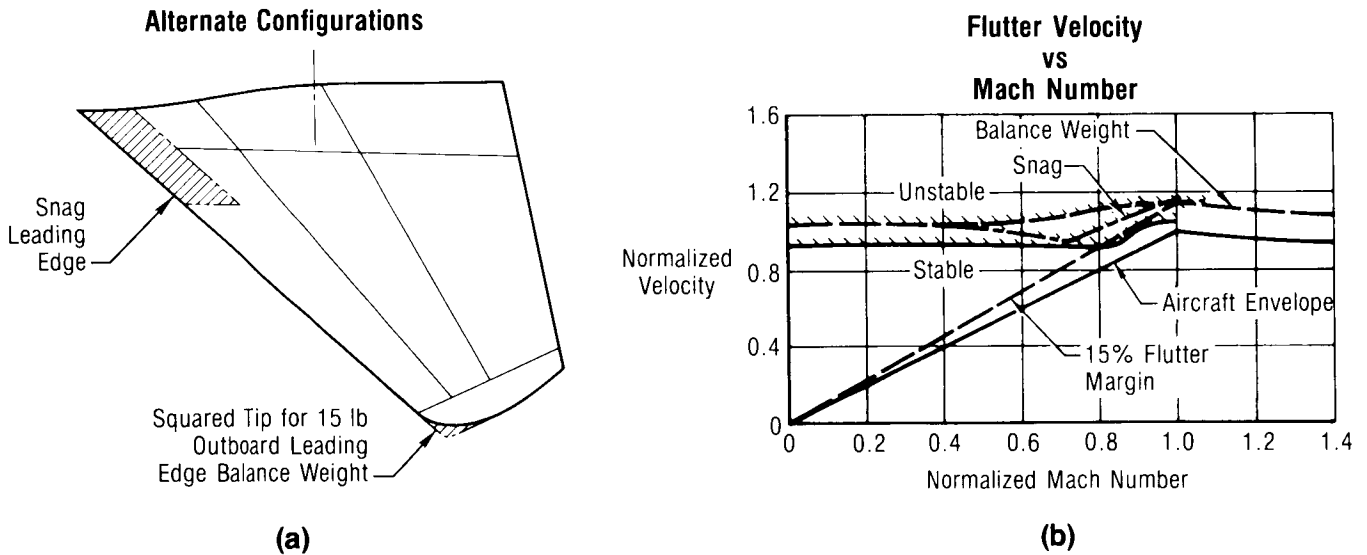 Alternate Configurations
Snag
Leading
Edge
Squared Tip for 15 lb
Outboard Leading
Edge Balance Weight
(a)
Flutter Velocity
vs
Mach Number
1.6
1.2
0.8
0.4
0
Normalized
Velocity
Balance Weight
Snag
Unstable
Stable
Aircraft Envelope
15% Flutter
Margin
0 0.2 0.4 0.6 0.8 1.0 1.2 1.4
Normalized Mach Number
(b)